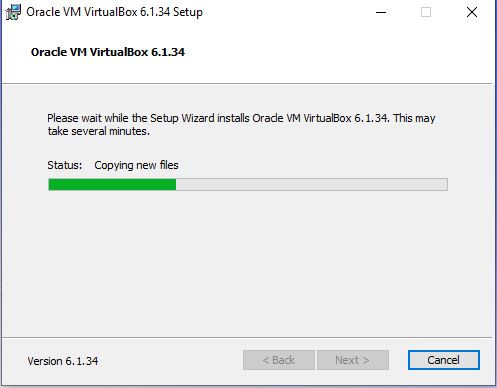 Oracle VM VirtualBox 6.1.34 Setup
Oracle VM VirtualBox 6.1.34
Please wait while the Setup Wizard installs Oracle VM VirtualBox 6.1.34. This may
take several minutes.
Status: Copying new files
Version 6.1.34
< Back Next > Cancel